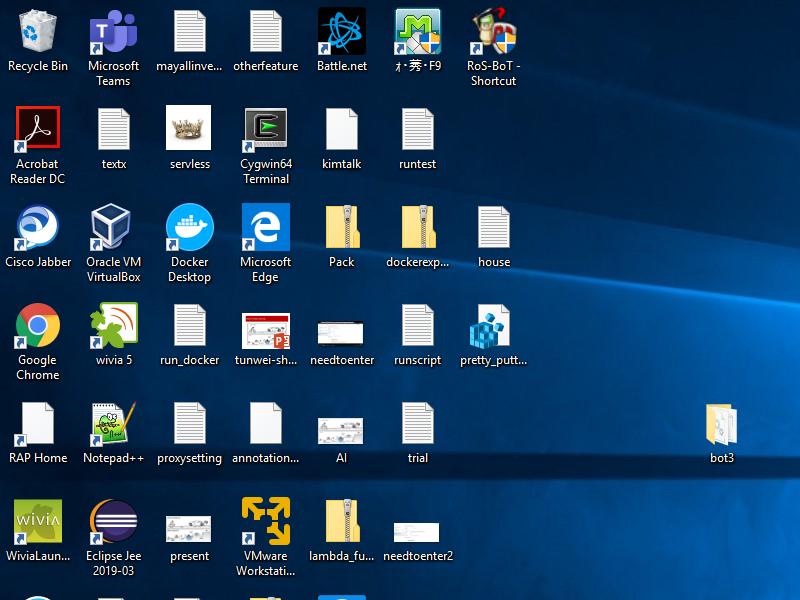 Recycle Bin
Microsoft Teams
mayallinve...
otherfeature
Battle.net
ｫ・莠・F9
RoS-BoT - Shortcut
Acrobat Reader DC
textx
servless
Cygwin64 Terminal
kimtalk
runtest
Cisco Jabber
Oracle VM VirtualBox
Docker Desktop
Microsoft Edge
Pack
dockerexp...
house
Google Chrome
wivia 5
run_docker
tunwei-sh...
needtoenter
runscript
pretty_putt...
RAP Home
Notepad++
proxysetting
annotation...
AI
trial
bot3
WiviaLaun...
Eclipse Jee 2019-03
present
VMware Workstati...
lambda_fu...
needtoenter2